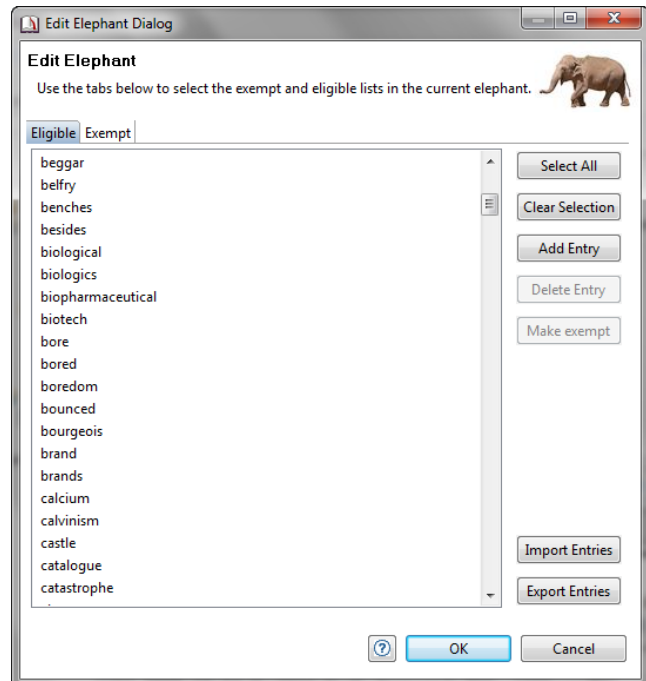 Edit Elephant Dialog
Edit Elephant
Use the tabs below to select the exempt and eligible lists in the current elephant.
Eligible Exempt
beggar
belfry
benches
besides
biological
biologics
biopharmaceutical
biotech
bore
bored
boredom
bounced
bourgeois
brand
brands
calcium
calvinism
castle
catalogue
catastrophe
Select All
Clear Selection
Add Entry
Delete Entry
Make exempt
Import Entries
Export Entries
? OK Cancel